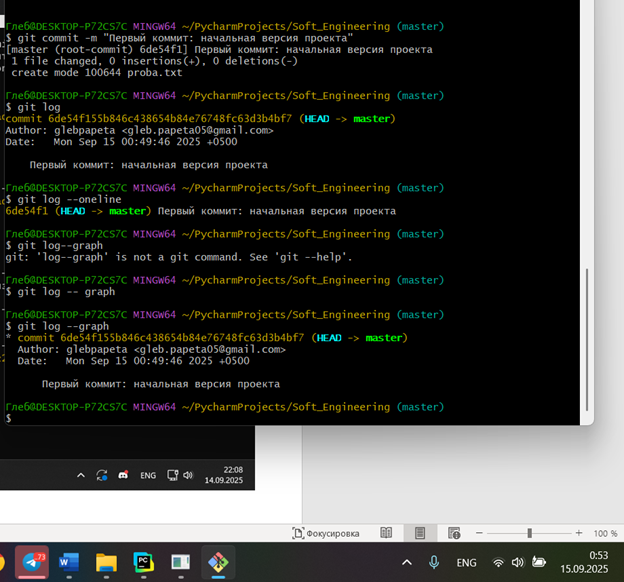 Глеб@DESKTOP-P72CS7C MINGW64 ~/PycharmProjects/Soft_Engineering (master)
$ git commit -m "Первый коммит: начальная версия проекта"
[master (root-commit) 6de54f1] Первый коммит: начальная версия проекта
1 file changed, 0 insertions(+), 0 deletions(-)
create mode 100644 proba.txt
Глеб@DESKTOP-P72CS7C MINGW64 ~/PycharmProjects/Soft_Engineering (master)
$ git log
commit 6de54f155b846c438654b84e76748fc63d3b4bf7 (HEAD -> master)
Author: glebpapeta <gleb.papeta05@gmail.com>
Date: Mon Sep 15 00:49:46 2025 +0500
Первый коммит: начальная версия проекта
Глеб@DESKTOP-P72CS7C MINGW64 ~/PycharmProjects/Soft_Engineering (master)
$ git log --oneline
6de54f1 (HEAD -> master) Первый коммит: начальная версия проекта
Глеб@DESKTOP-P72CS7C MINGW64 ~/PycharmProjects/Soft_Engineering (master)
$ git log--graph
git: 'log--graph' is not a git command. See 'git --help'.
Глеб@DESKTOP-P72CS7C MINGW64 ~/PycharmProjects/Soft_Engineering (master)
$ git log -- graph
Глеб@DESKTOP-P72CS7C MINGW64 ~/PycharmProjects/Soft_Engineering (master)
$ git log --graph
* commit 6de54f155b846c438654b84e76748fc63d3b4bf7 (HEAD -> master)
Author: glebpapeta <gleb.papeta05@gmail.com>
Date: Mon Sep 15 00:49:46 2025 +0500
Первый коммит: начальная версия проекта
Глеб@DESKTOP-P72CS7C MINGW64 ~/PycharmProjects/Soft_Engineering (master)
$
ENG 22:08
14.09.2025
Фокусировка 100 %
73 W PC ENG 0:53
15.09.2025